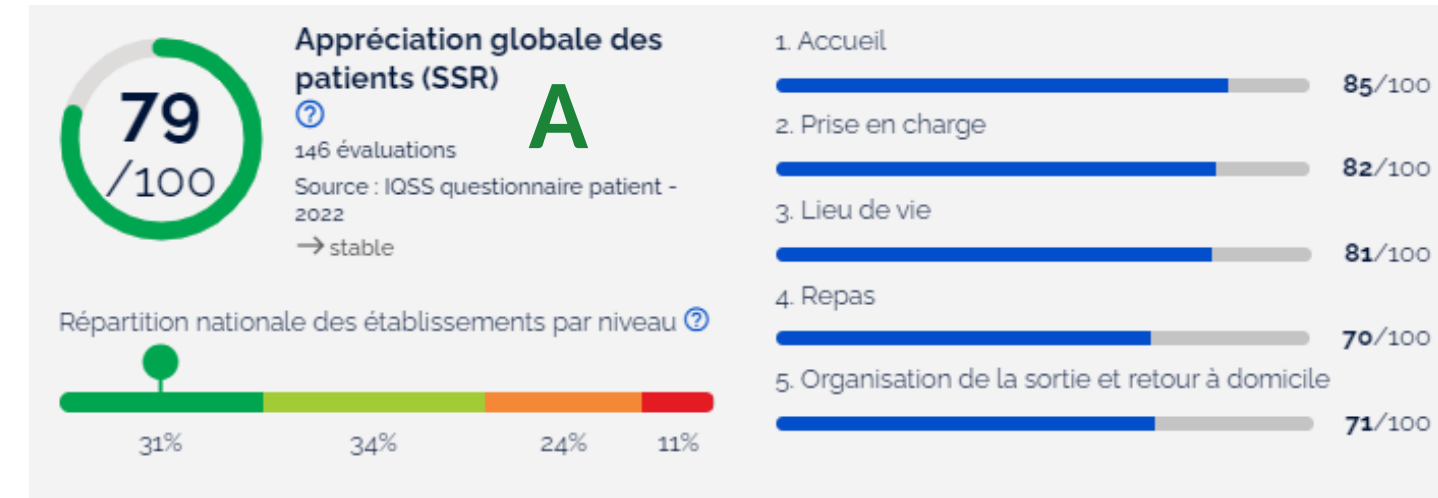 79
/100
Appréciation globale des
patients (SSR)
?
A
146 évaluations
Source : IQSS questionnaire patient -
2022
→ stable
Répartition nationale des établissements par niveau ?
31% 34% 24% 11%
1. Accueil
85/100
2. Prise en charge
82/100
3. Lieu de vie
81/100
4. Repas
70/100
5. Organisation de la sortie et retour à domicile
71/100